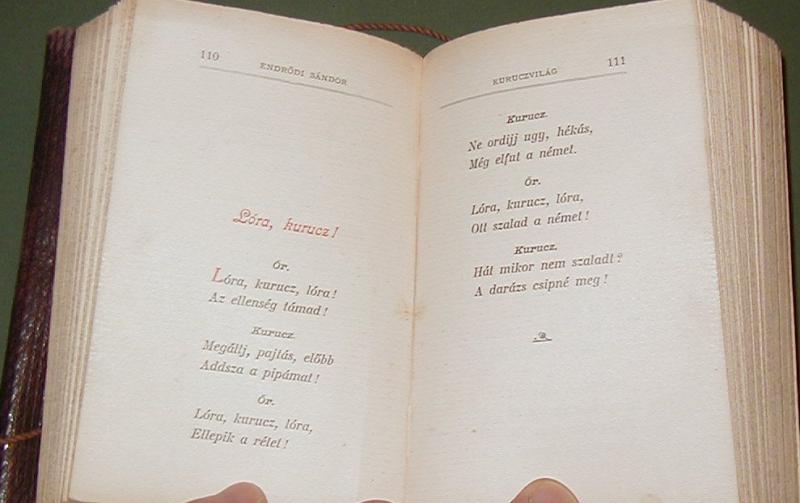 110
ENDRŐDI SÁNDOR
Lóra, kurucz!
Őr.
Lóra, kurucz, lóra!
Az ellenség támad!
Kurucz.
Megállj, pajtás, előbb
Addsza a pipámat!
Őr.
Lóra, kurucz, lóra,
Ellepik a rétet!
KURUCZVILÁG
111
Kurucz.
Ne ordijj ugy, hékás,
Még elfut a német.
Őr.
Lóra, kurucz, lóra,
Ott szalad a német!
Kurucz.
Hát mikor nem szaladt?
A darázs csipné meg!